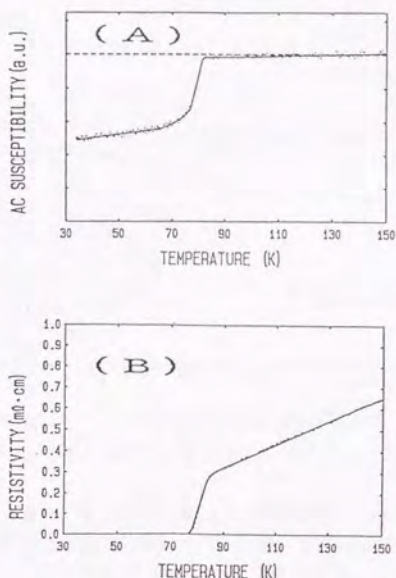 ( A )
AC SUSCEPTIBILITY (a.u.)
30 50 70 90 110 130 150
TEMPERATURE (K)
( B )
RESISTIVITY (mΩ·cm)
1.0
0.9
0.8
0.7
0.6
0.5
0.4
0.3
0.2
0.1
0.0
30 50 70 90 110 130 150
TEMPERATURE (K)